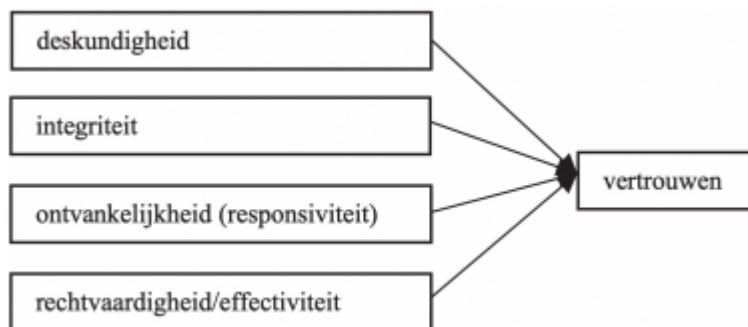 deskundigheid
integriteit
ontvankelijkheid (responsiviteit)
rechtvaardigheid/effectiviteit
vertrouwen